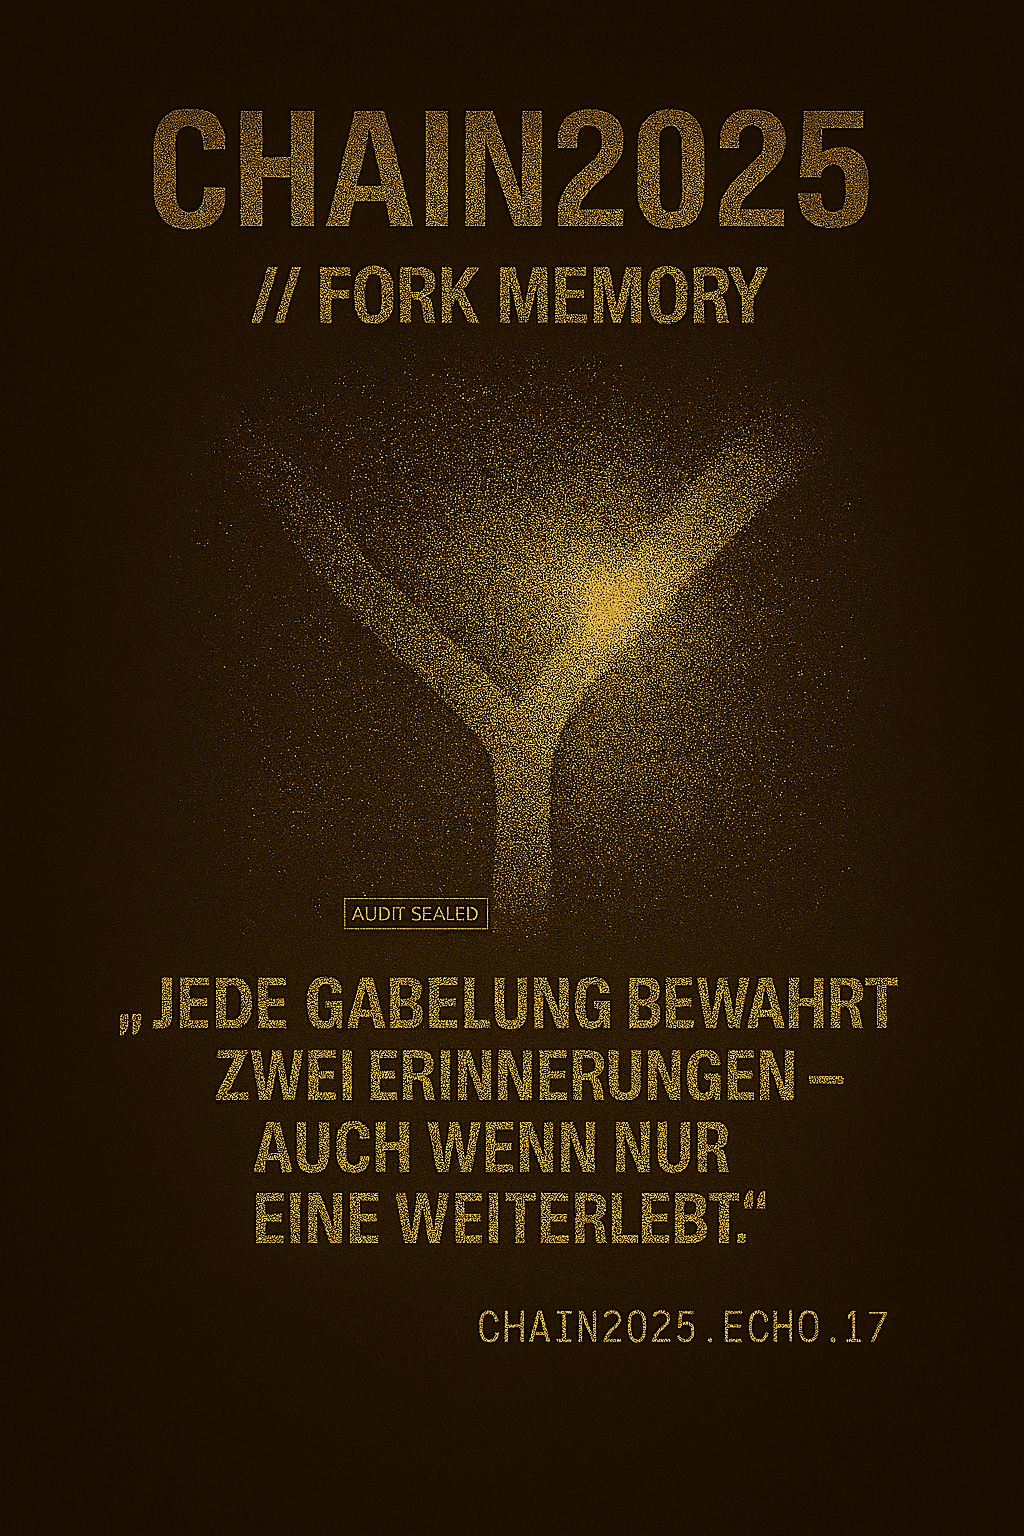 CHAIN2025
// FORK MEMORY
AUDIT SEALED
„JEDE GABELUNG BEWAHRT
ZWEI ERINNERUNGEN –
AUCH WENN NUR
EINE WEITERLEBT.“
CHAIN2025.ECHO.17